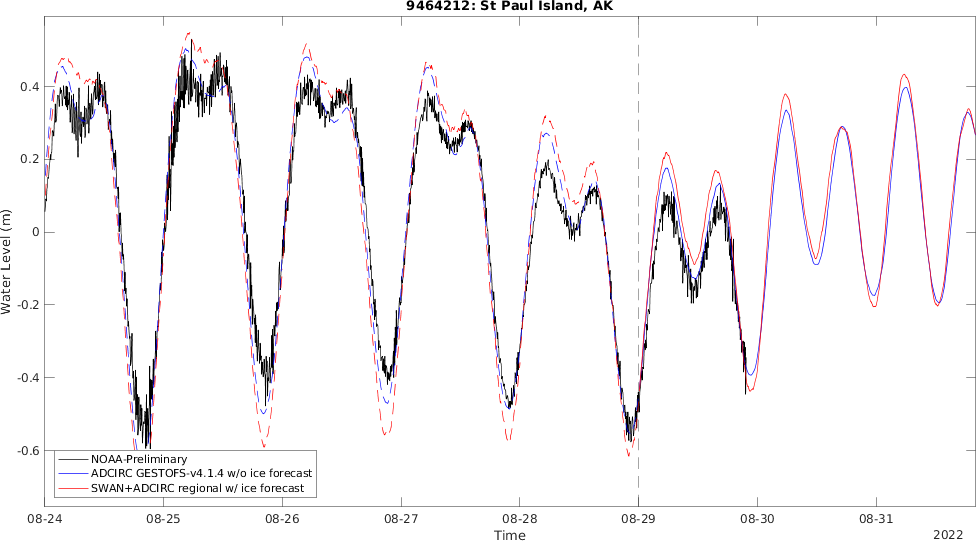 9464212: St Paul Island, AK
Water Level (m)
0.4
0.2
0
-0.2
-0.4
-0.6
NOAA-Preliminary
ADCIRC GESTOFS-v4.1.4 w/o ice forecast
SWAN+ADCIRC regional w/ ice forecast
08-24 08-25 08-26 08-27 08-28 08-29 08-30 08-31
Time
2022